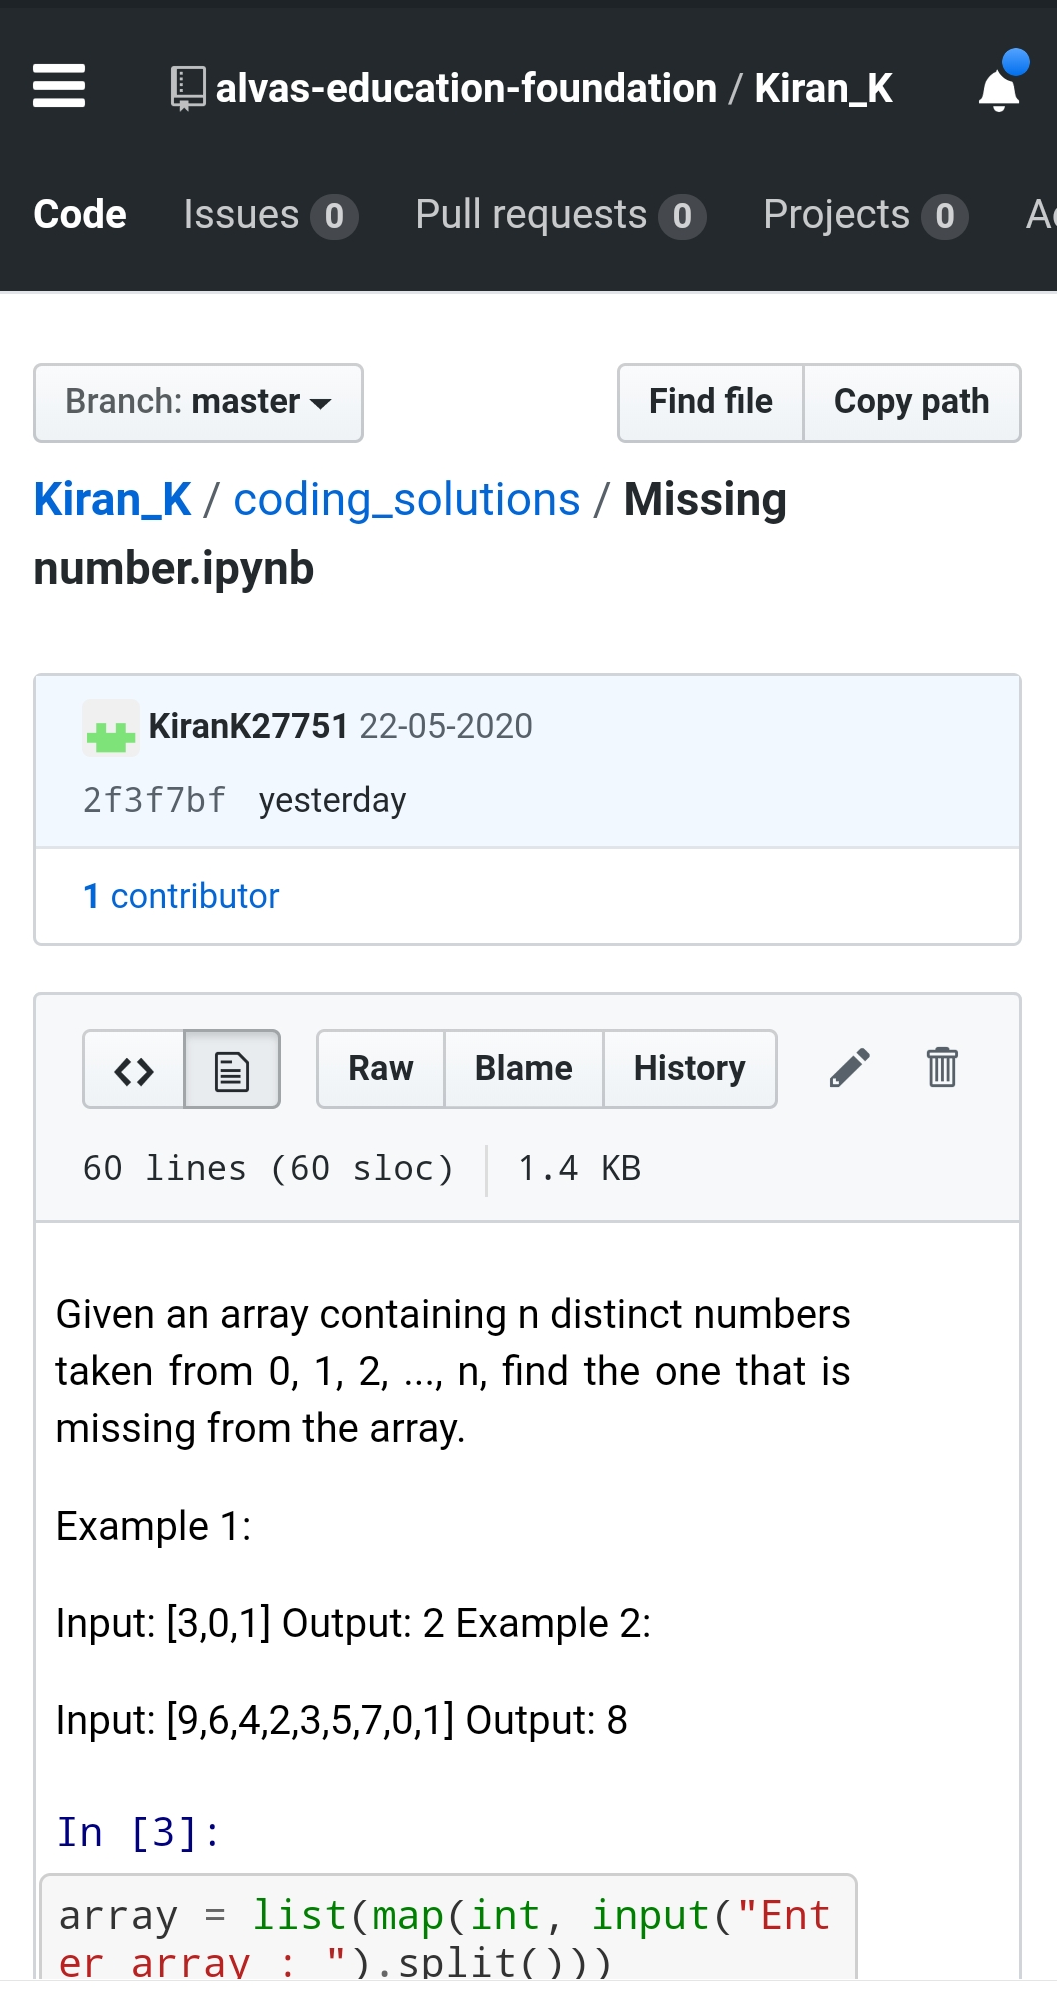 alvas-education-foundation / Kiran_K
Code Issues 0 Pull requests 0 Projects 0
Branch: master Find file Copy path
Kiran_K / coding_solutions / Missing
number.ipynb
KiranK27751 22-05-2020
2f3f7bf yesterday
1 contributor
Raw Blame History
60 lines (60 sloc) 1.4 KB
Given an array containing n distinct numbers
taken from 0, 1, 2, ..., n, find the one that is
missing from the array.
Example 1:
Input: [3,0,1] Output: 2 Example 2:
Input: [9,6,4,2,3,5,7,0,1] Output: 8
In [3]:
array = list(map(int, input("Ent
er array : ").split()))